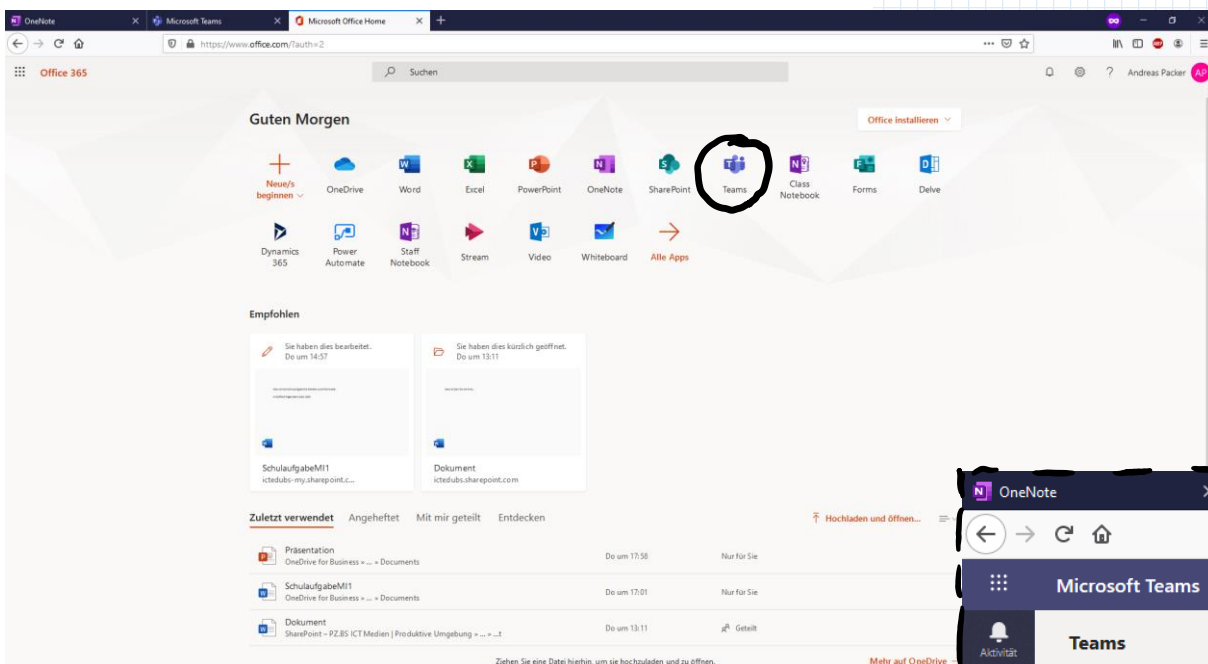 OneNote
Microsoft Teams
Microsoft Office Home
https://www.office.com/?auth=2
Office 365
Suchen
? Andreas Packer AP
Guten Morgen
Office installieren
Neue/s beginnen
OneDrive
Word
Excel
PowerPoint
OneNote
SharePoint
Teams
Class Notebook
Forms
Delve
Dynamics 365
Power Automate
Staff Notebook
Stream
Video
Whiteboard
Alle Apps
Empfohlen
Sie haben dies bearbeitet.
Do um 14:57
SchulaufgabeMI1
ictedubs-my.sharepoint.c...
Sie haben dies kürzlich geöffnet.
Do um 13:11
Dokument
ictedubs.sharepoint.com
Zuletzt verwendet Angeheftet Mit mir geteilt Entdecken
Hochladen und öffnen...
Präsentation
OneDrive for Business » ... » Documents
Do um 17:58
Nur für Sie
SchulaufgabeMI1
OneDrive for Business » ... » Documents
Do um 17:01
Nur für Sie
Dokument
SharePoint – PZ.BS ICT Medien | Produktive Umgebung » ... » ...t
Do um 13:11
Geteilt
Ziehen Sie eine Datei hierhin, um sie hochzuladen und zu öffnen.
Mehr auf OneDrive
OneNote
Microsoft Teams
Aktivität
Teams